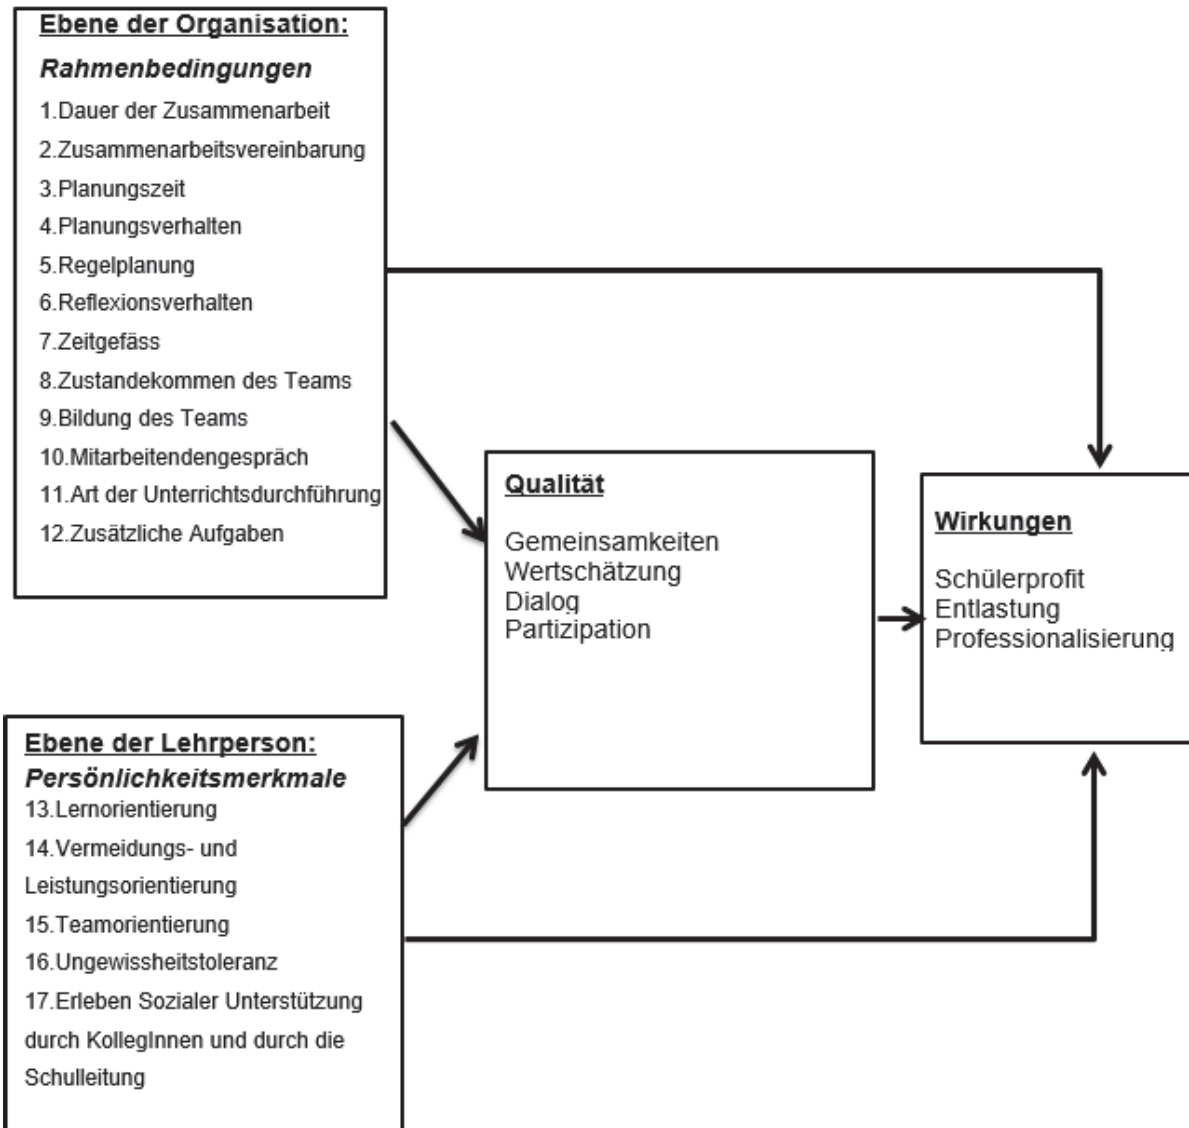 Ebene der Organisation:
Rahmenbedingungen
1.Dauer der Zusammenarbeit
2.Zusammenarbeitsvereinbarung
3.Planungszeit
4.Planungsverhalten
5.Regelplanung
6.Reflexionsverhalten
7.Zeitgefäss
8.Zustandekommen des Teams
9.Bildung des Teams
10.Mitarbeitendengespräch
11.Art der Unterrichtsdurchführung
12.Zusätzliche Aufgaben
Qualität
Gemeinsamkeiten
Wertschätzung
Dialog
Partizipation
Wirkungen
Schülerprofit
Entlastung
Professionalisierung
Ebene der Lehrperson:
Persönlichkeitsmerkmale
13.Lernorientierung
14.Vermeidungs- und
Leistungsorientierung
15.Teamorientierung
16.Ungewissheitstoleranz
17.Erleben Sozialer Unterstützung
durch KollegInnen und durch die
Schulleitung